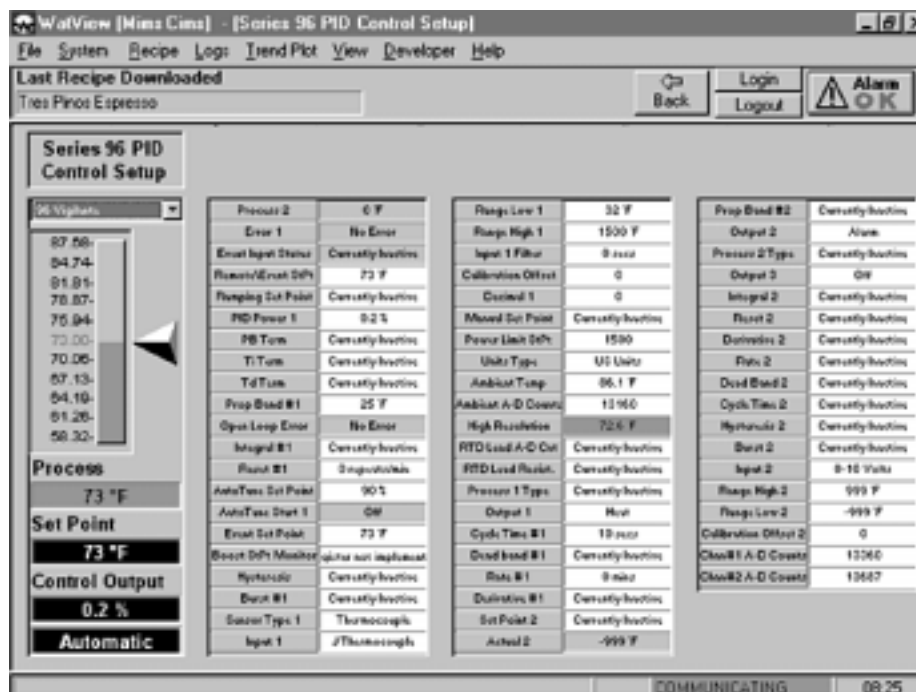 WatView [Mims Cims] - [Series 96 PID Control Setup]
File System Recipe Logs Trend Plot View Developer Help
Last Recipe Downloaded
Tres Pinos Espresso
Back
Login
Logout
Alarm
OK
Series 96 PID
Control Setup
87.58-
84.74-
81.81-
78.87-
75.94-
73.00-
70.06-
67.13-
64.19-
61.26-
58.32-
Process
73 °F
Set Point
73 °F
Control Output
0.2 %
Automatic
Process 2 0 °F
Error 1 No Error
Event Input Status Currently Inactive
Remote\Event StPt 73 °F
Ramping Set Point Currently Inactive
PID Power 1 0.2 %
PB Term Currently Inactive
Ti Term Currently Inactive
Td Term Currently Inactive
Prop Band #1 25 °F
Open Loop Error No Error
Integral #1 Currently Inactive
Reset #1 0 repeats/min
AutoTune Set Point 90 %
AutoTune Start 1 Off
Event Set Point 73 °F
Boost StPt Monitor
Hysteresis Currently Inactive
Burst #1 Currently Inactive
Sensor Type 1 Thermocouple
Input 1
Range Low 1 32 °F
Range High 1 1500 °F
Input 1 Filter 0 secs
Calibration Offset 0
Decimal 1 0
Set Point Currently Inactive
Power Limit StPt 1500
Units Type US Units
Ambient Temp 86.1 °F
Ambient A-D Counts
High Resolution 72.6 °F
RTD Lead A-D Cnt Currently Inactive
RTD Lead Resist. Currently Inactive
Process 1 Type Currently Inactive
Output 1 Heat
Cycle Time #1 10 secs
Dead band #1 Currently Inactive
Rate #1 0 mins
Derivative #1 Currently Inactive
Set Point 2 Currently Inactive
Actual 2 -999 °F
Prop Band #2 Currently Inactive
Output 2 Alarm
Process 2 Type Currently Inactive
Output 3 Off
Integral 2 Currently Inactive
Reset 2 Currently Inactive
Derivative 2 Currently Inactive
Rate 2 Currently Inactive
Dead Band 2 Currently Inactive
Cycle Time 2 Currently Inactive
Hysteresis 2 Currently Inactive
Burst 2 Currently Inactive
Input 2 0-10 Volts
Range High 2 999 °F
Range Low 2 -999 °F
Calibration Offset 2 0
Chan#1 A-D Counts
Chan#2 A-D Counts
COMMUNICATING 08:25